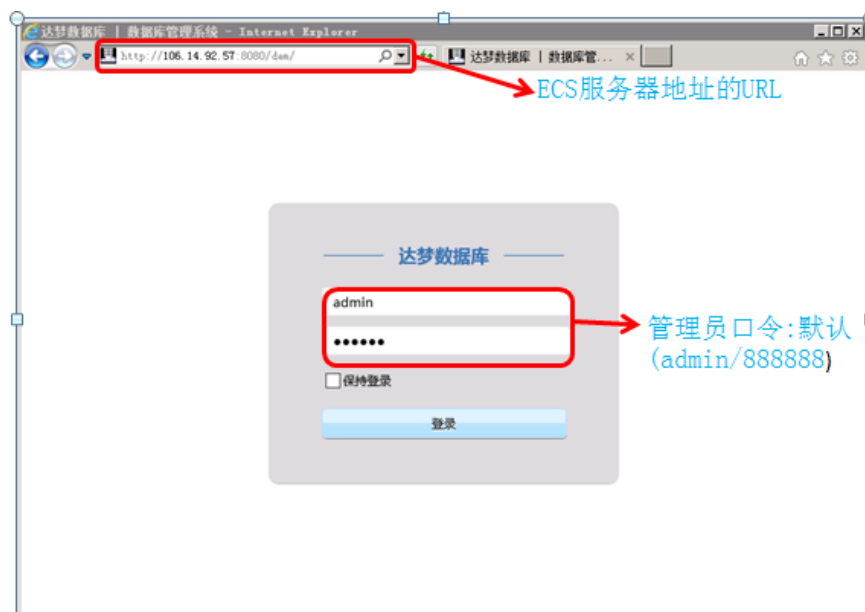 达梦数据库 | 数据库管理系统 - Internet Explorer
http://106.14.92.57:8080/dem/
达梦数据库 | 数据库管...
ECS服务器地址的URL
达梦数据库
admin
••••••
管理员口令:默认
(admin/888888)
保持登录
登录